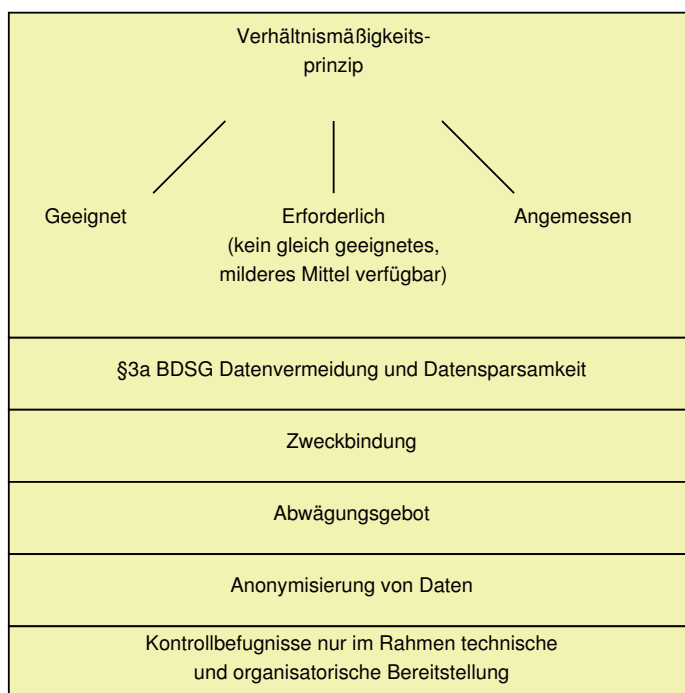 Verhältnismäßigkeits-
prinzip
Geeignet
Erforderlich
(kein gleich geeignetes,
milderes Mittel verfügbar)
Angemessen
§3a BDSG Datenvermeidung und Datensparsamkeit
Zweckbindung
Abwägungsgebot
Anonymisierung von Daten
Kontrollbefugnisse nur im Rahmen technische
und organisatorische Bereitstellung